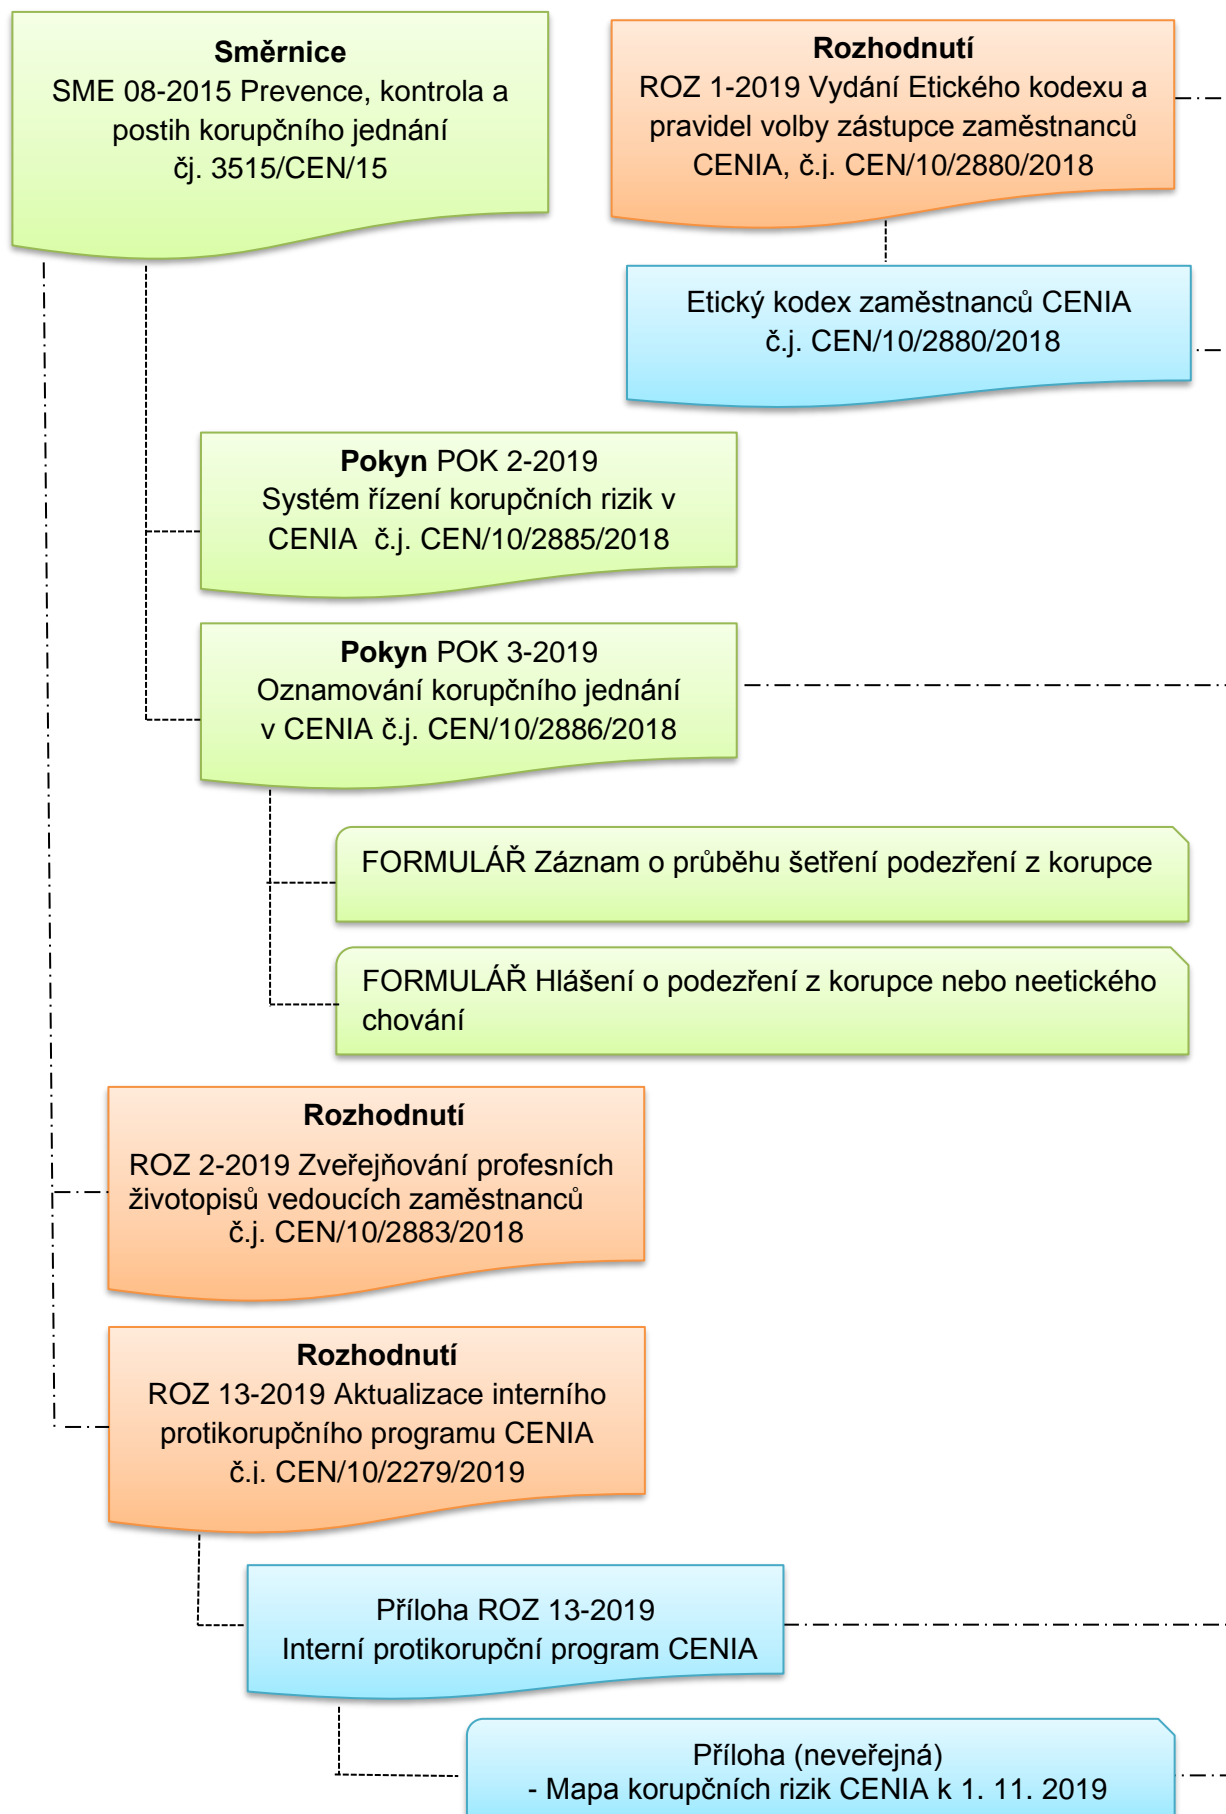 Směrnice
SME 08-2015 Prevence, kontrola a
postih korupčního jednání
čj. 3515/CEN/15
Rozhodnutí
ROZ 1-2019 Vydání Etického kodexu a
pravidel volby zástupce zaměstnanců
CENIA, č.j. CEN/10/2880/2018
Etický kodex zaměstnanců CENIA
č.j. CEN/10/2880/2018
Pokyn POK 2-2019
Systém řízení korupčních rizik v
CENIA č.j. CEN/10/2885/2018
Pokyn POK 3-2019
Oznamování korupčního jednání
v CENIA č.j. CEN/10/2886/2018
FORMULÁŘ Záznam o průběhu šetření podezření z korupce
FORMULÁŘ Hlášení o podezření z korupce nebo neetického
chování
Rozhodnutí
ROZ 2-2019 Zveřejňování profesních
životopisů vedoucích zaměstnanců
č.j. CEN/10/2883/2018
Rozhodnutí
ROZ 13-2019 Aktualizace interního
protikorupčního programu CENIA
č.j. CEN/10/2279/2019
Příloha ROZ 13-2019
Interní protikorupční program CENIA
Příloha (neveřejná)
- Mapa korupčních rizik CENIA k 1. 11. 2019